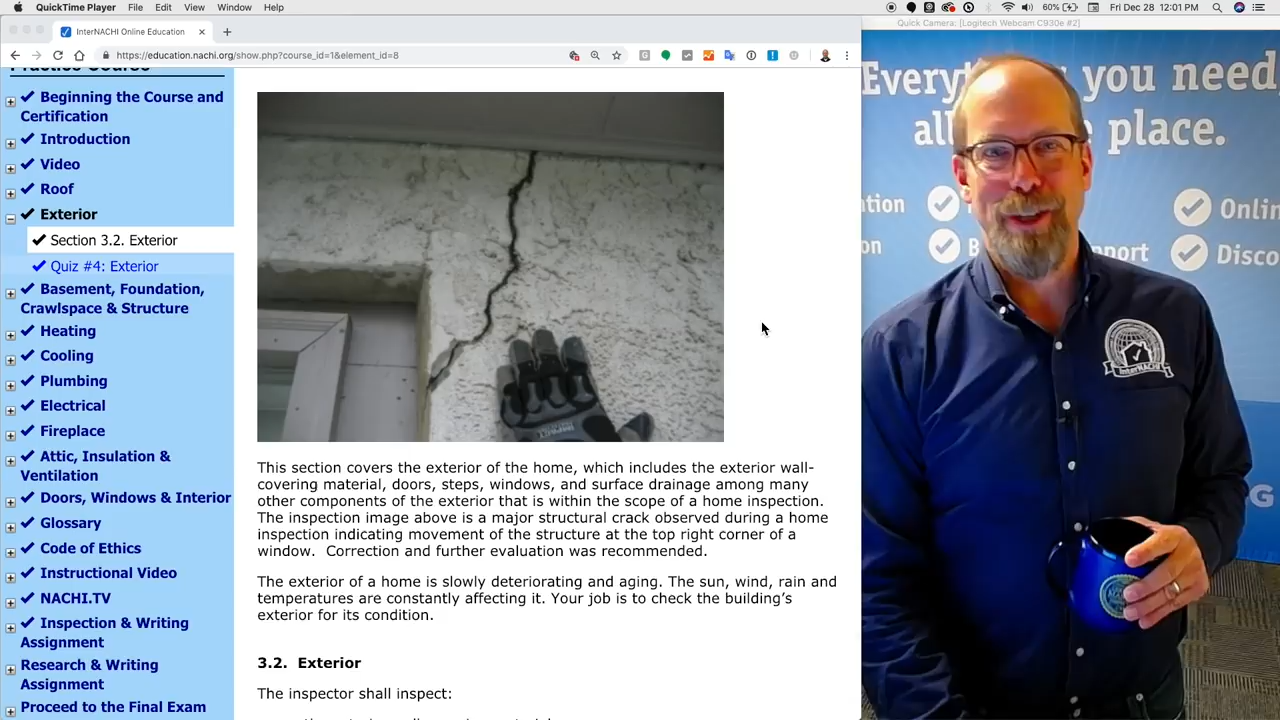 QuickTime Player File Edit View Window Help
60% Fri Dec 28 12:01 PM
Quick Camera: [Logitech Webcam C930e #2]
InterNACHI Online Education
https://education.nachi.org/show.php?course_id=1&element_id=8
Practice Course
Beginning the Course and
Certification
Introduction
Video
Roof
Exterior
Section 3.2. Exterior
Quiz #4: Exterior
Basement, Foundation,
Crawlspace & Structure
Heating
Cooling
Plumbing
Electrical
Fireplace
Attic, Insulation &
Ventilation
Doors, Windows & Interior
Glossary
Code of Ethics
Instructional Video
NACHI.TV
Inspection & Writing
Assignment
Research & Writing
Assignment
Proceed to the Final Exam
This section covers the exterior of the home, which includes the exterior wall-
covering material, doors, steps, windows, and surface drainage among many
other components of the exterior that is within the scope of a home inspection.
The inspection image above is a major structural crack observed during a home
inspection indicating movement of the structure at the top right corner of a
window.  Correction and further evaluation was recommended.
The exterior of a home is slowly deteriorating and aging. The sun, wind, rain and
temperatures are constantly affecting it. Your job is to check the building's
exterior for its condition.
3.2.  Exterior
The inspector shall inspect:
you need,
place.
InterNACHI